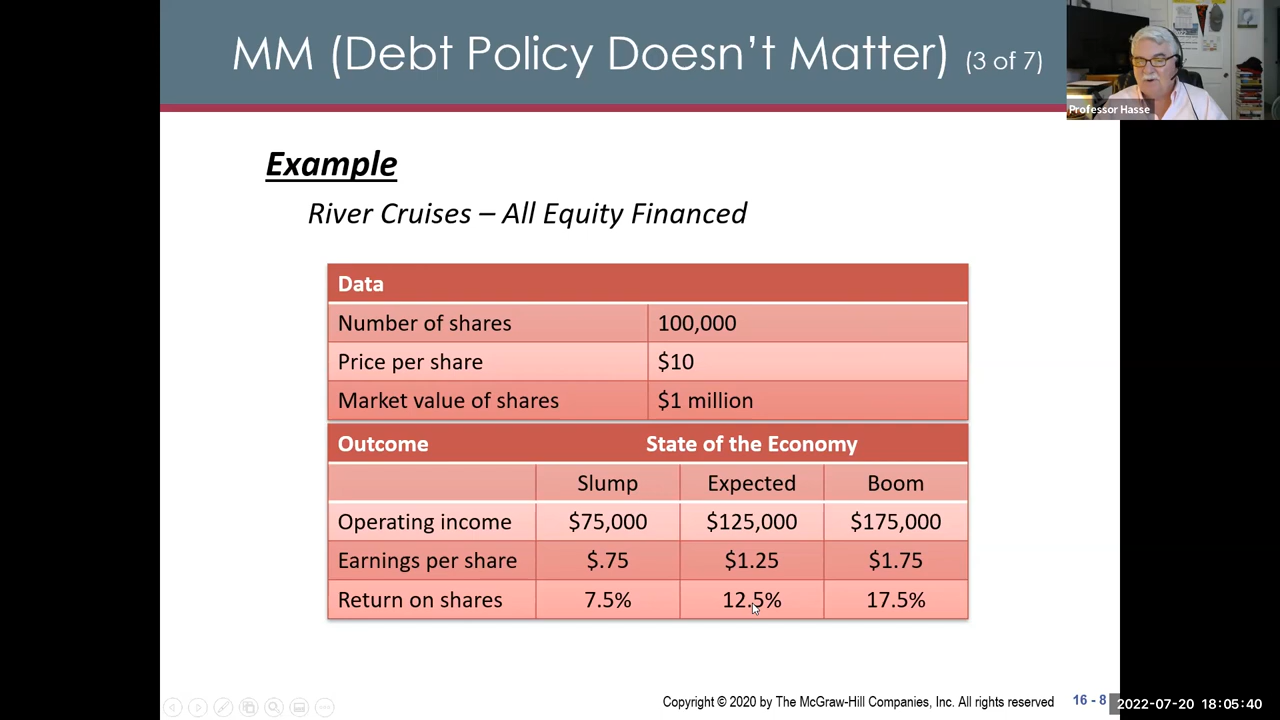 MM (Debt Policy Doesn't Matter) (3 of 7)
Professor Hasse
Example
River Cruises – All Equity Financed
Data
Number of shares 100,000
Price per share $10
Market value of shares $1 million
Outcome State of the Economy
Slump Expected Boom
Operating income $75,000 $125,000 $175,000
Earnings per share $.75 $1.25 $1.75
Return on shares 7.5% 12.5% 17.5%
Copyright © 2020 by The McGraw-Hill Companies, Inc. All rights reserved 16 - 8
2022-07-20 18:05:40